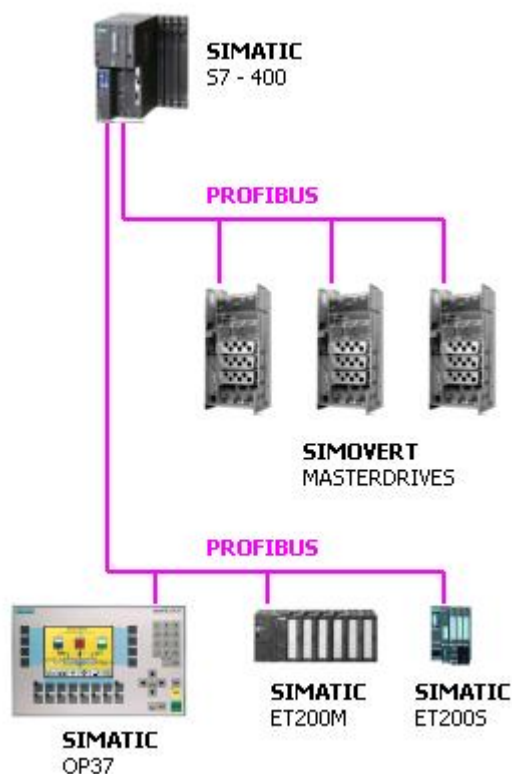 SIMATIC
S7 - 400
PROFIBUS
SIMOVERT
MASTERDRIVES
PROFIBUS
SIMATIC
ET200M
SIMATIC
ET200S
SIMATIC
OP37